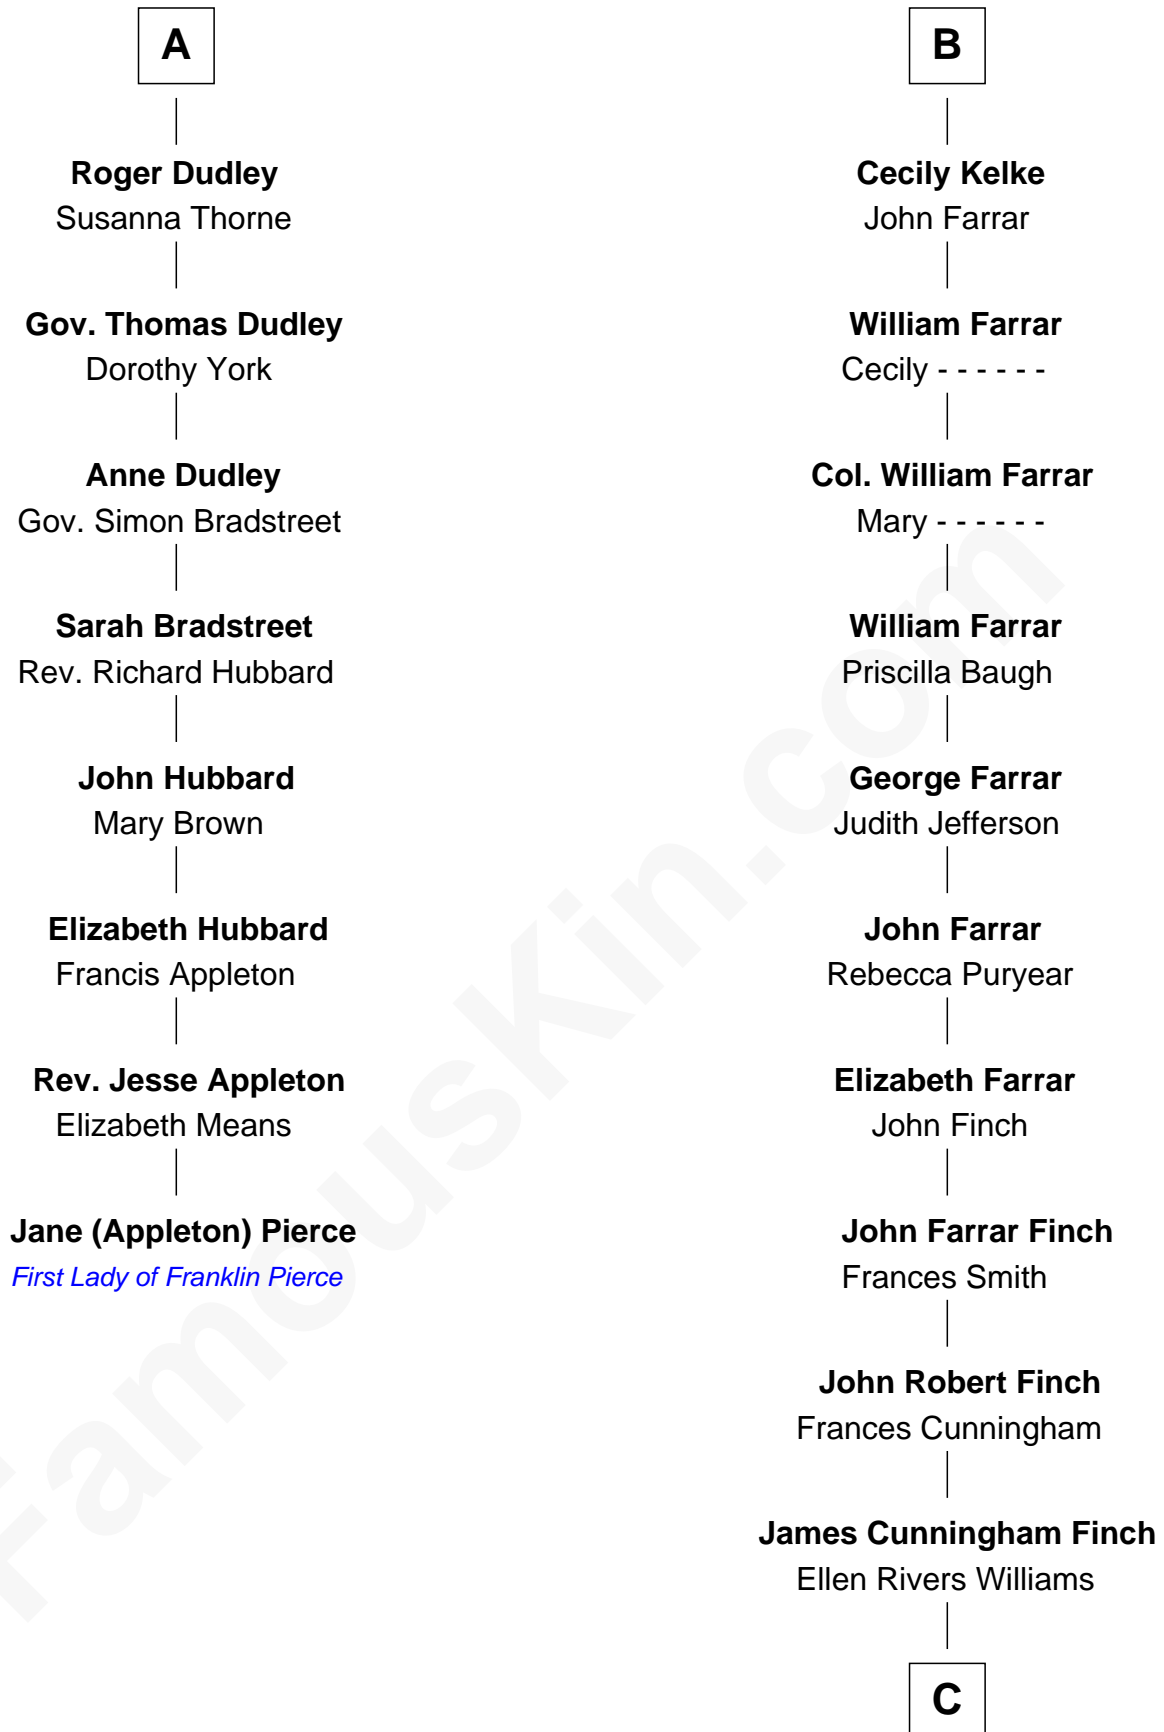 A
Roger Dudley
Susanna Thorne
Gov. Thomas Dudley
Dorothy York
Anne Dudley
Gov. Simon Bradstreet
Sarah Bradstreet
Rev. Richard Hubbard
John Hubbard
Mary Brown
Elizabeth Hubbard
Francis Appleton
Rev. Jesse Appleton
Elizabeth Means
Jane (Appleton) Pierce
First Lady of Franklin Pierce
B
Cecily Kelke
John Farrar
William Farrar
Cecily - - - - - -
Col. William Farrar
Mary - - - - - -
William Farrar
Priscilla Baugh
George Farrar
Judith Jefferson
John Farrar
Rebecca Puryear
Elizabeth Farrar
John Finch
John Farrar Finch
Frances Smith
John Robert Finch
Frances Cunningham
James Cunningham Finch
Ellen Rivers Williams
C
FamousKin.com